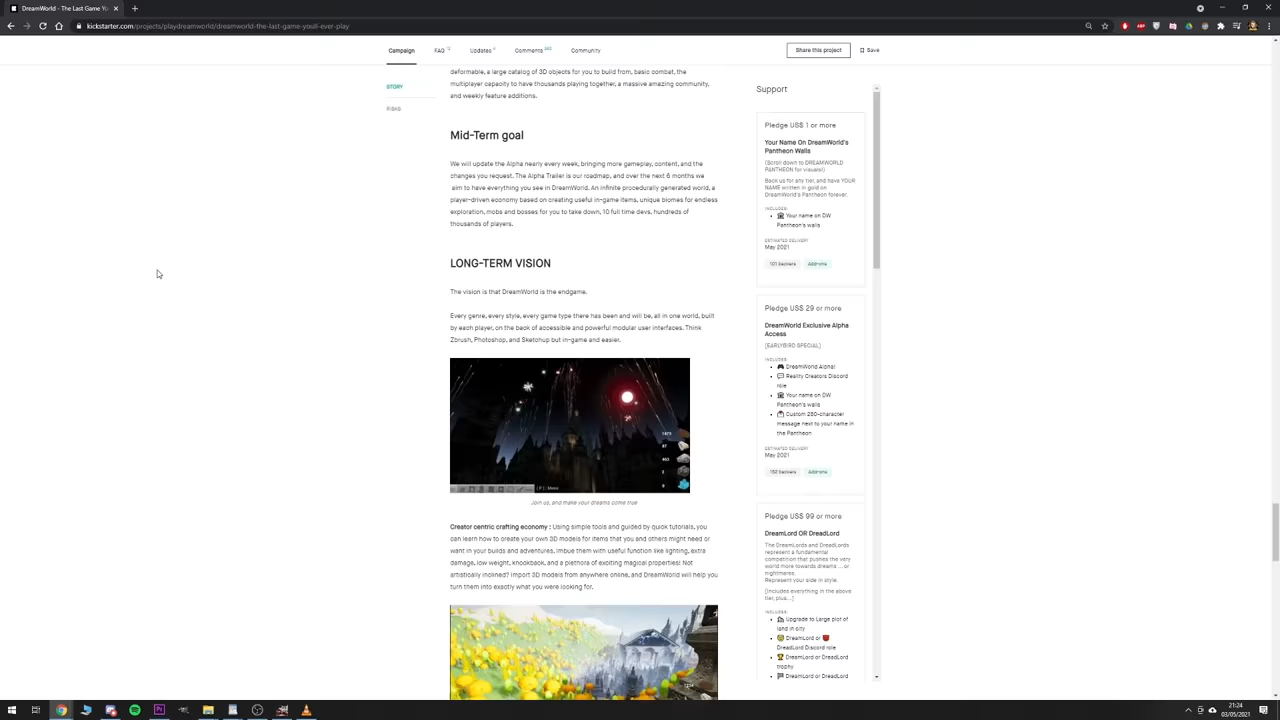 DreamWorld - The Last Game You'll
kickstarter.com/projects/playdreamworld/dreamworld-the-last-game-youll-ever-play
Campaign
FAQ 12
Updates
Comments
Community
Share this project
Save
STORY
RISKS
deformable, a large catalog of 3D objects for you to build from, basic combat, the
multiplayer capacity to have thousands playing together, a massive amazing community,
and weekly feature additions.
Mid-Term goal
We will update the Alpha nearly every week, bringing more gameplay, content, and the
changes you request. The Alpha Trailer is our roadmap, and over the next 6 months we
aim to have everything you see in DreamWorld. An infinite procedurally generated world, a
player-driven economy based on creating useful in-game items, unique biomes for endless
exploration, mobs and bosses for you to take down, 10 full time devs, hundreds of
thousands of players.
LONG-TERM VISION
The vision is that DreamWorld is the endgame.
Every genre, every style, every game type there has been and will be, all in one world, built
by each player, on the back of accessible and powerful modular user interfaces. Think
Zbrush, Photoshop, and Sketchup but in-game and easier.
1673
87
463
2
0
(P) : Menu
Join us, and make your dreams come true
Creator centric crafting economy : Using simple tools and guided by quick tutorials, you
can learn how to create your own 3D models for items that you and others might need or
want in your builds and adventures. Imbue them with useful function like lighting, extra
damage, low weight, knockback, and a plethora of exciting magical properties! Not
artistically inclined? Import 3D models from anywhere online, and DreamWorld will help you
turn them into exactly what you were looking for.
1234
Support
Pledge US$ 1 or more
Your Name On DreamWorld's
Pantheon Walls
(Scroll down to DREAMWORLD
PANTHEON for visuals!)
Back us for any tier, and have YOUR
NAME written in gold on
DreamWorld's Pantheon forever.
INCLUDES:
Your name on DW
Pantheon's walls
ESTIMATED DELIVERY
May 2021
101 backers
Add-ons
Pledge US$ 29 or more
DreamWorld Exclusive Alpha
Access
[EARLYBIRD SPECIAL]
INCLUDES:
DreamWorld Alpha!
Reality Creators Discord
role
Your name on DW
Pantheon's walls
Custom 280-character
message next to your name in
the Pantheon
ESTIMATED DELIVERY
May 2021
152 backers
Add-ons
Pledge US$ 99 or more
DreamLord OR DreadLord
The DreamLords and DreadLords
represent a fundamental
competition that pushes the very
world more towards dreams ...or
nightmares.
Represent your side in style.
[Includes everything in the above
tier, plus...]
INCLUDES:
Upgrade to Large plot of
land in city
DreamLord or
DreadLord Discord role
DreamLord or DreadLord
trophy
DreamLord or DreadLord
21:24
03/05/2021